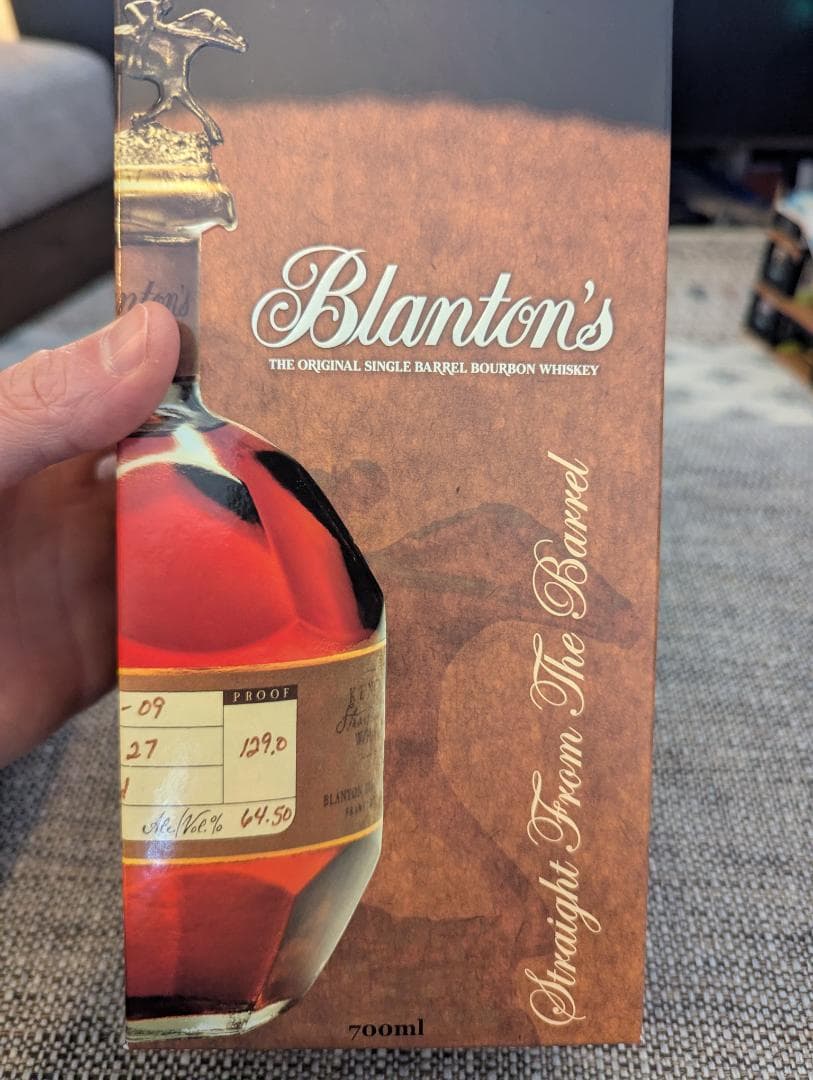 Blanton's
THE ORIGINAL SINGLE BARREL BOURBON WHISKEY
Straight From The Barrel
PROOF
- 09
27
129.0
Alc/Vol.%
64.50
700ml